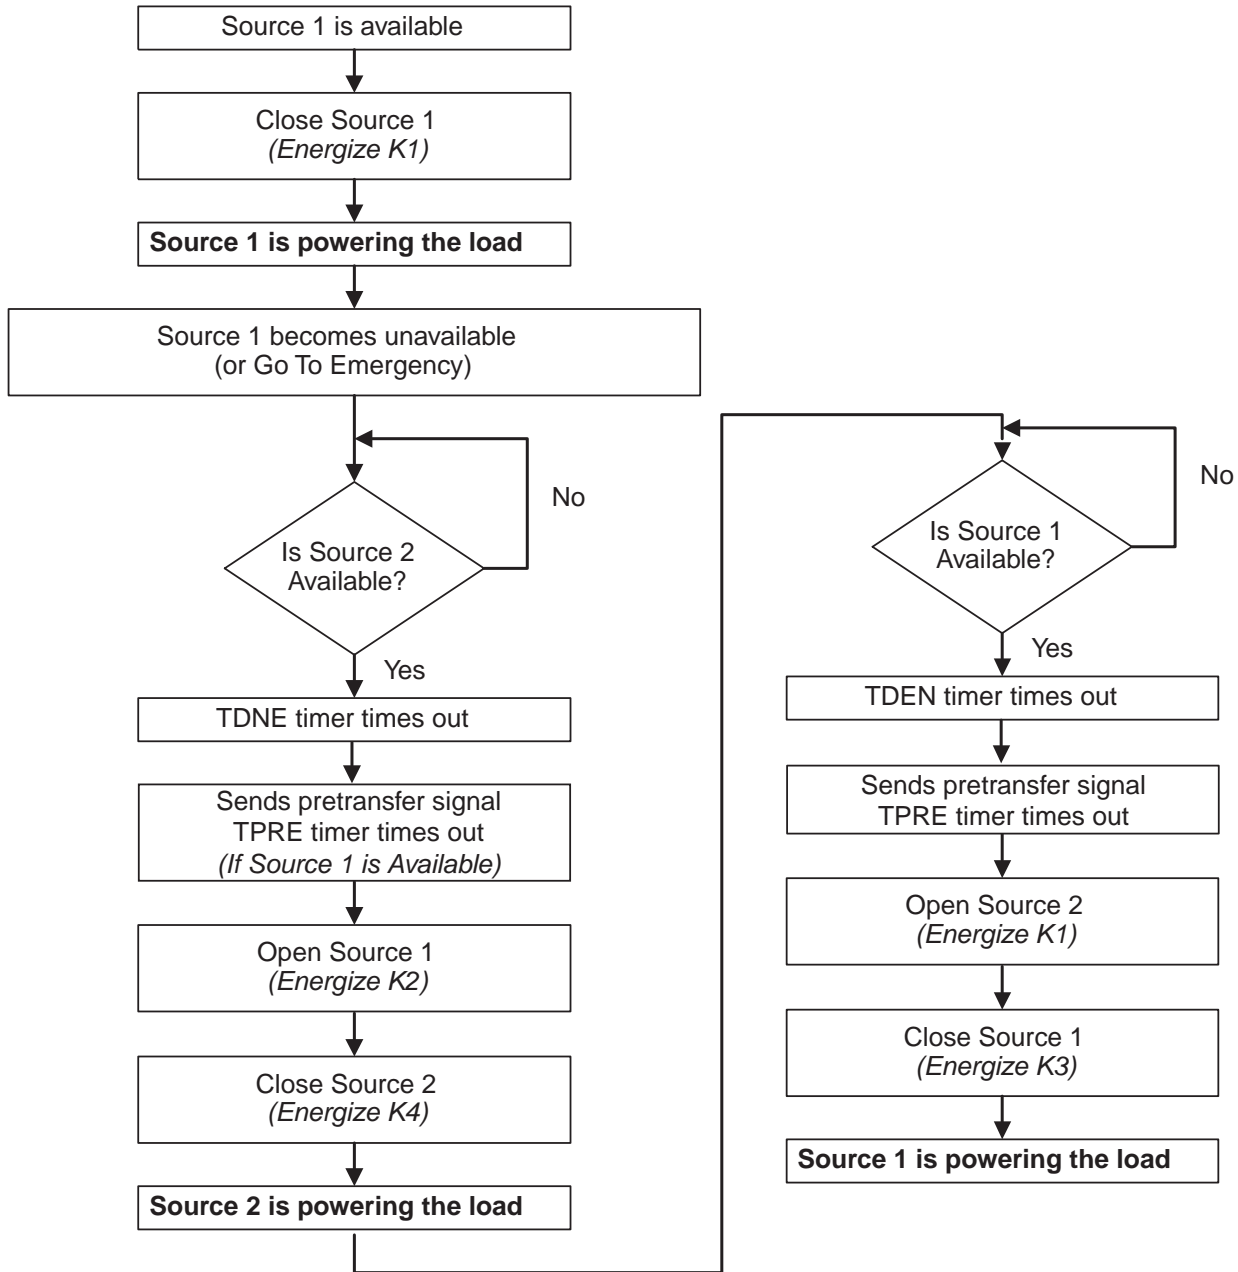 Source 1 is available
Close Source 1
(Energize K1)
Source 1 is powering the load
Source 1 becomes unavailable
(or Go To Emergency)
No
Is Source 2
Available?
Yes
TDNE timer times out
Sends pretransfer signal
TPRE timer times out
(If Source 1 is Available)
Open Source 1
(Energize K2)
Close Source 2
(Energize K4)
Source 2 is powering the load
No
Is Source 1
Available?
Yes
TDEN timer times out
Sends pretransfer signal
TPRE timer times out
Open Source 2
(Energize K1)
Close Source 1
(Energize K3)
Source 1 is powering the load